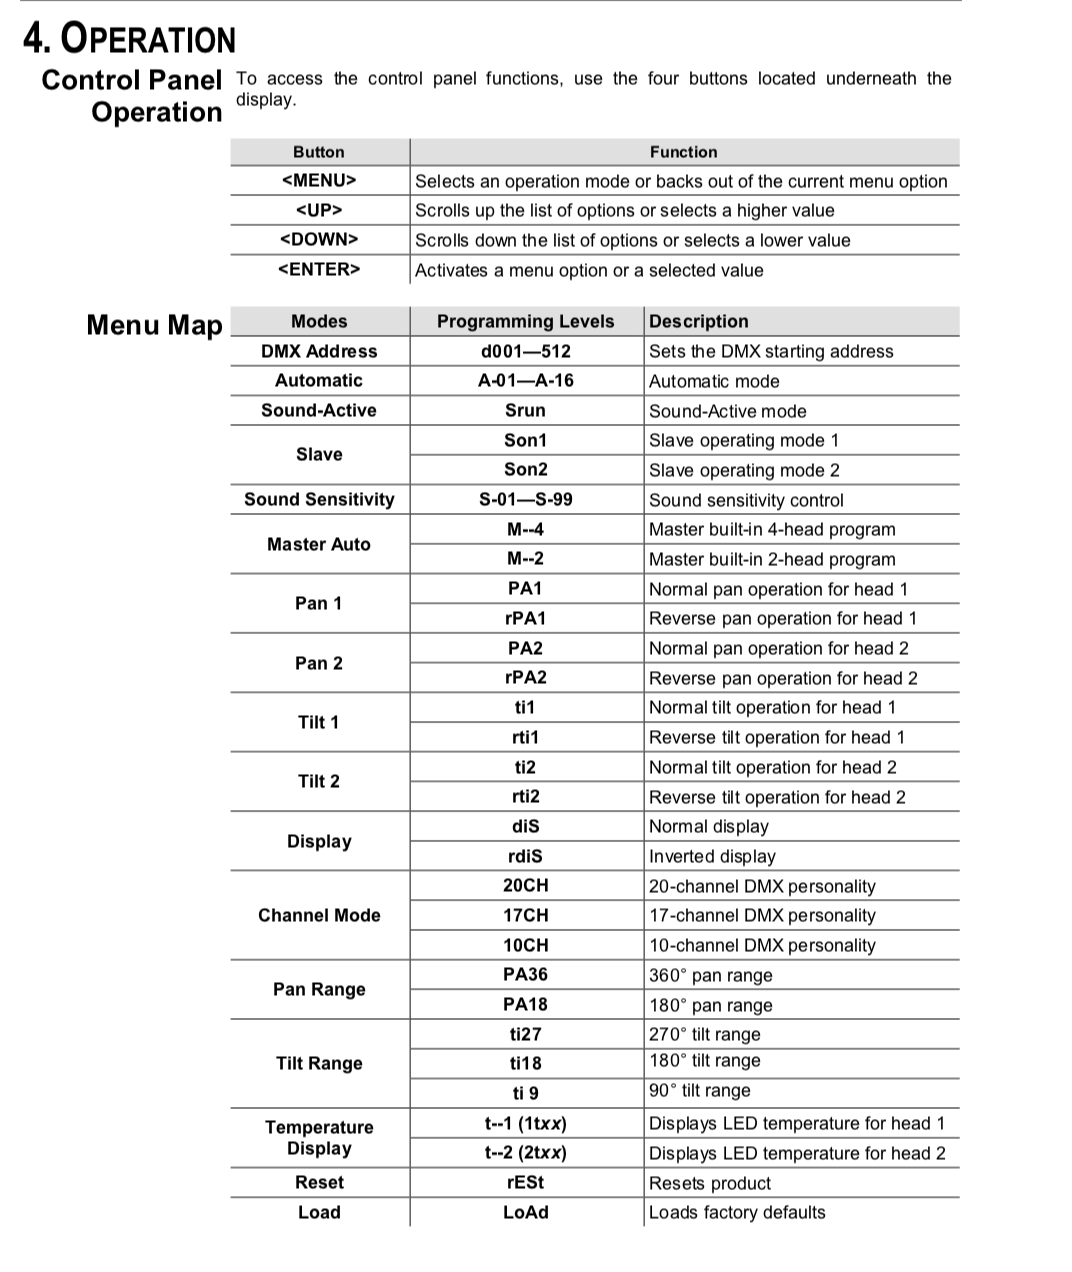 4. OPERATION
Control Panel Operation
To access the control panel functions, use the four buttons located underneath the
display.
Button Function
<MENU> Selects an operation mode or backs out of the current menu option
<UP> Scrolls up the list of options or selects a higher value
<DOWN> Scrolls down the list of options or selects a lower value
<ENTER> Activates a menu option or a selected value
Menu Map
Modes Programming Levels Description
DMX Address d001—512 Sets the DMX starting address
Automatic A-01—A-16 Automatic mode
Sound-Active Srun Sound-Active mode
Slave Son1 Slave operating mode 1
Son2 Slave operating mode 2
Sound Sensitivity S-01—S-99 Sound sensitivity control
Master Auto M--4 Master built-in 4-head program
M--2 Master built-in 2-head program
Pan 1 PA1 Normal pan operation for head 1
rPA1 Reverse pan operation for head 1
Pan 2 PA2 Normal pan operation for head 2
rPA2 Reverse pan operation for head 2
Tilt 1 ti1 Normal tilt operation for head 1
rti1 Reverse tilt operation for head 1
Tilt 2 ti2 Normal tilt operation for head 2
rti2 Reverse tilt operation for head 2
Display diS Normal display
rdiS Inverted display
Channel Mode 20CH 20-channel DMX personality
17CH 17-channel DMX personality
10CH 10-channel DMX personality
Pan Range PA36 360° pan range
PA18 180° pan range
Tilt Range ti27 270° tilt range
ti18 180° tilt range
ti 9 90° tilt range
Temperature Display t--1 (1txx) Displays LED temperature for head 1
t--2 (2txx) Displays LED temperature for head 2
Reset rESt Resets product
Load LoAd Loads factory defaults